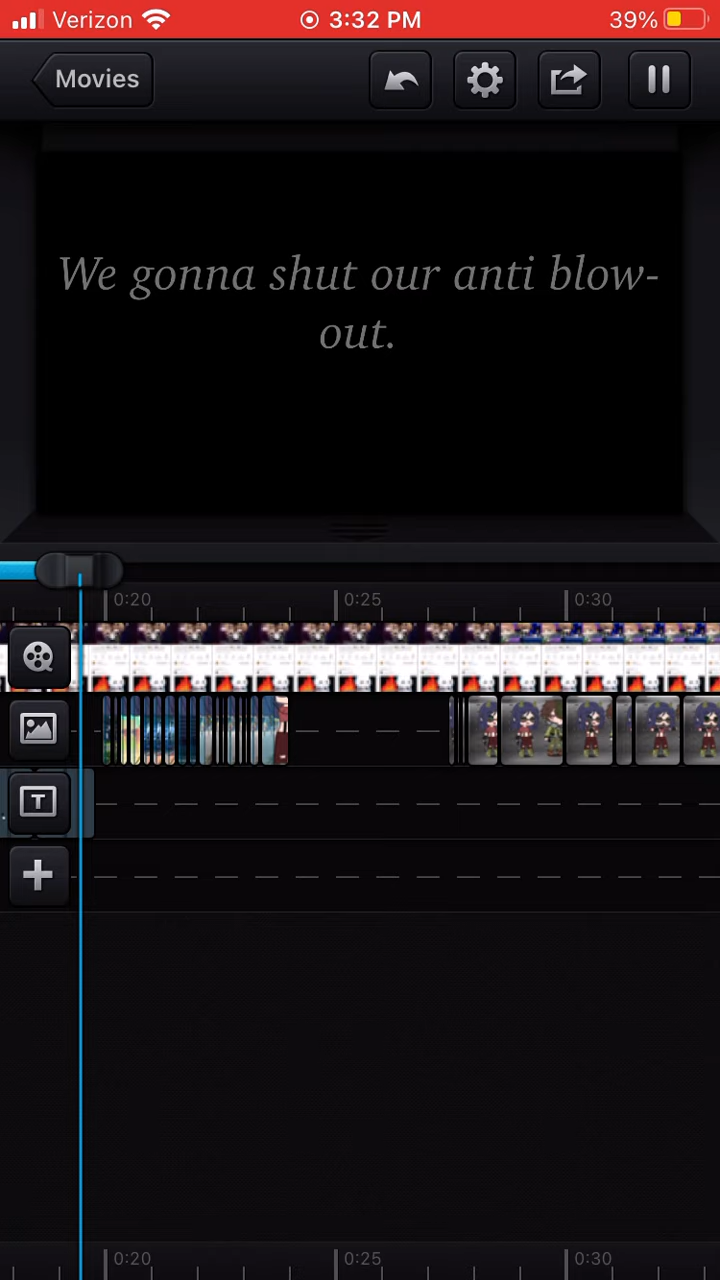 Verizon 3:32 PM 39%
Movies
We gonna shut our anti blow-
out.
0:20 0:25 0:30
T
0:20 0:25 0:30